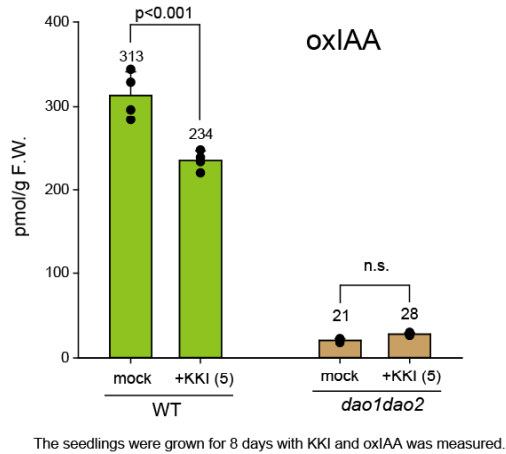 oxIAA
pmol/g F.W.
400
300
200
100
0
p<0.001
313
234
n.s.
21
28
mock
+KKI (5)
mock
+KKI (5)
WT
dao1dao2
The seedlings were grown for 8 days with KKI and oxIAA was measured.